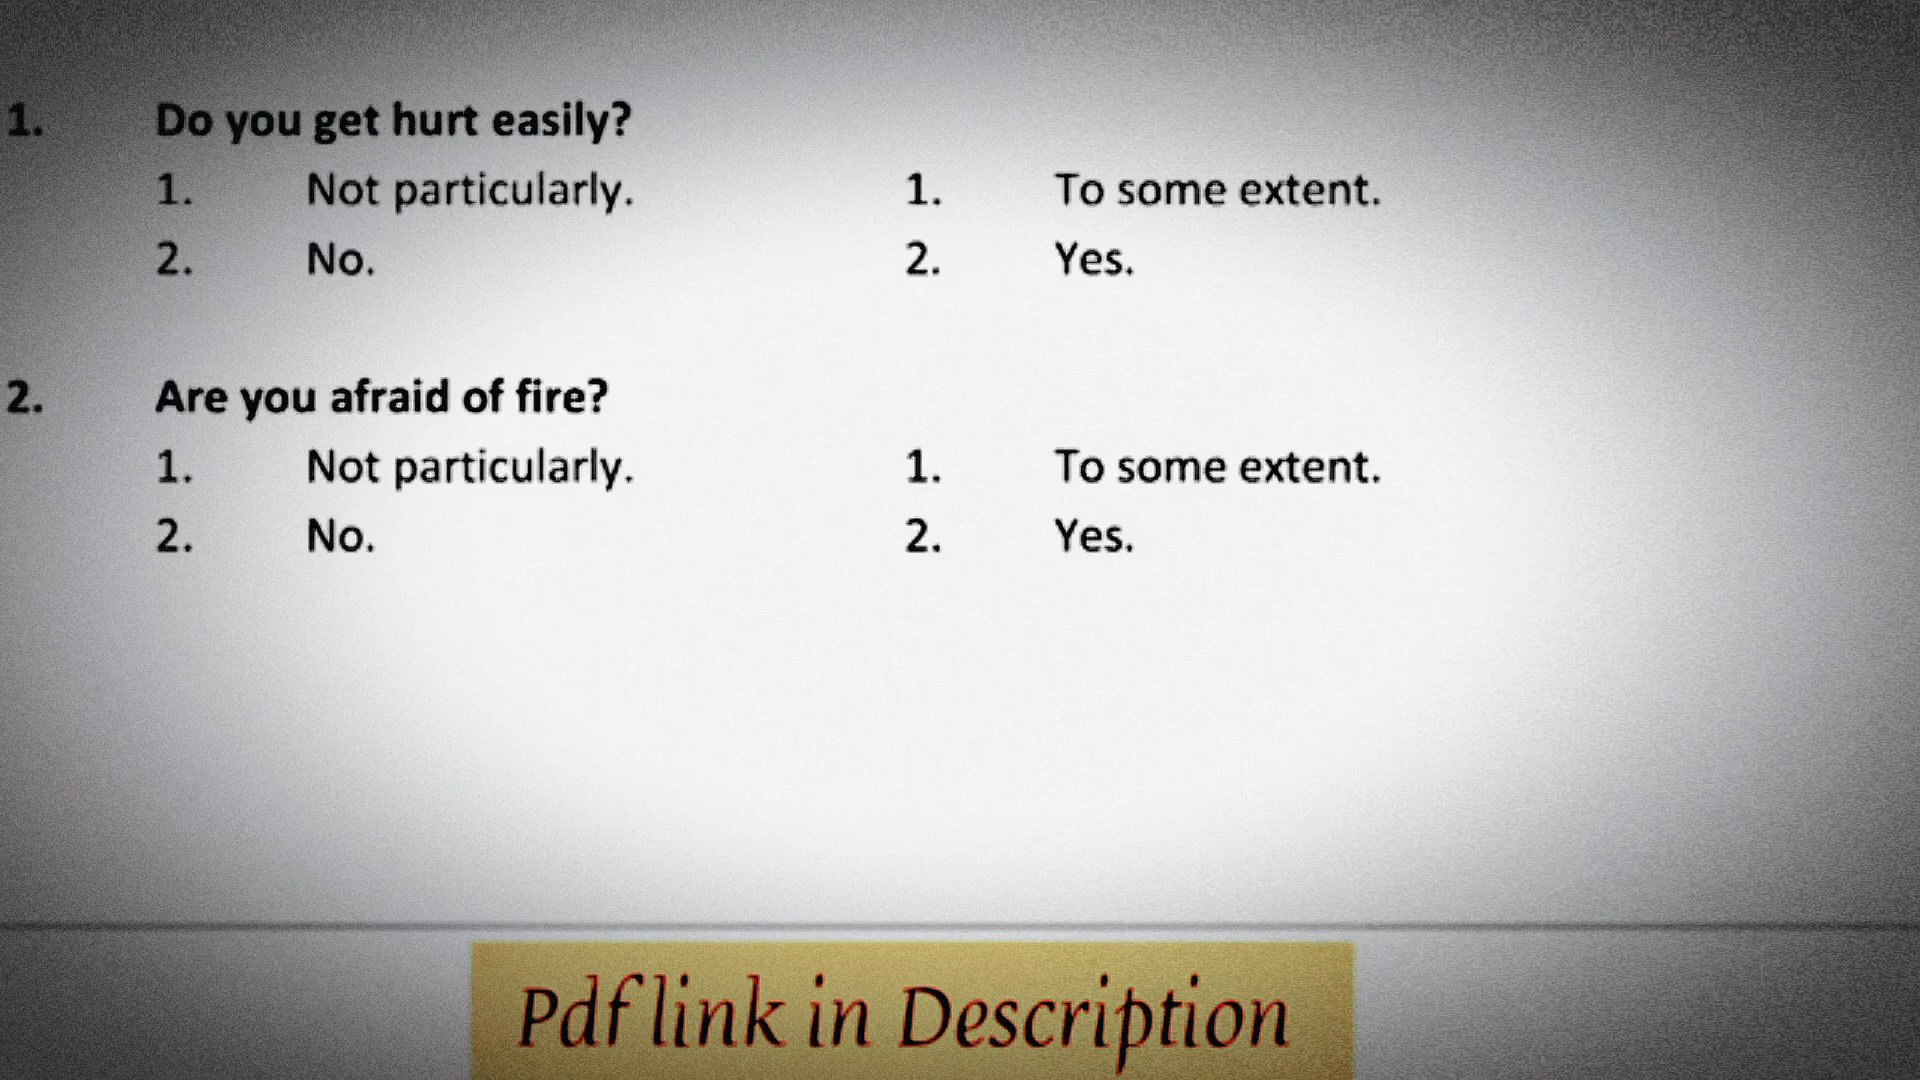 1. Do you get hurt easily?
1. Not particularly. 1. To some extent.
2. No. 2. Yes.
2. Are you afraid of fire?
1. Not particularly. 1. To some extent.
2. No. 2. Yes.
Pdf link in Description